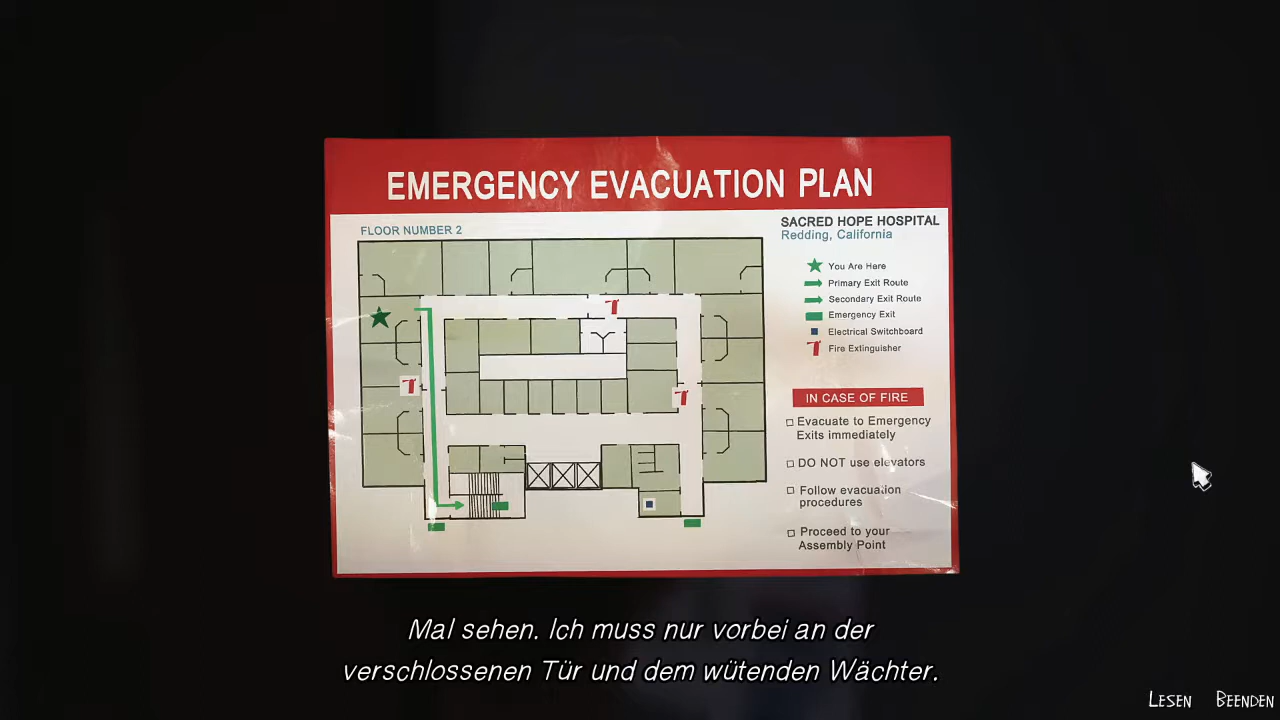 EMERGENCY EVACUATION PLAN
FLOOR NUMBER 2
SACRED HOPE HOSPITAL
Redding, California
You Are Here
Primary Exit Route
Secondary Exit Route
Emergency Exit
Electrical Switchboard
Fire Extinguisher
IN CASE OF FIRE
Evacuate to Emergency
Exits immediately
DO NOT use elevators
Follow evacuation
procedures
Proceed to your
Assembly Point
Mal sehen. Ich muss nur vorbei an der
verschlossenen Tür und dem wütenden Wächter.
LESEN BEENDEN